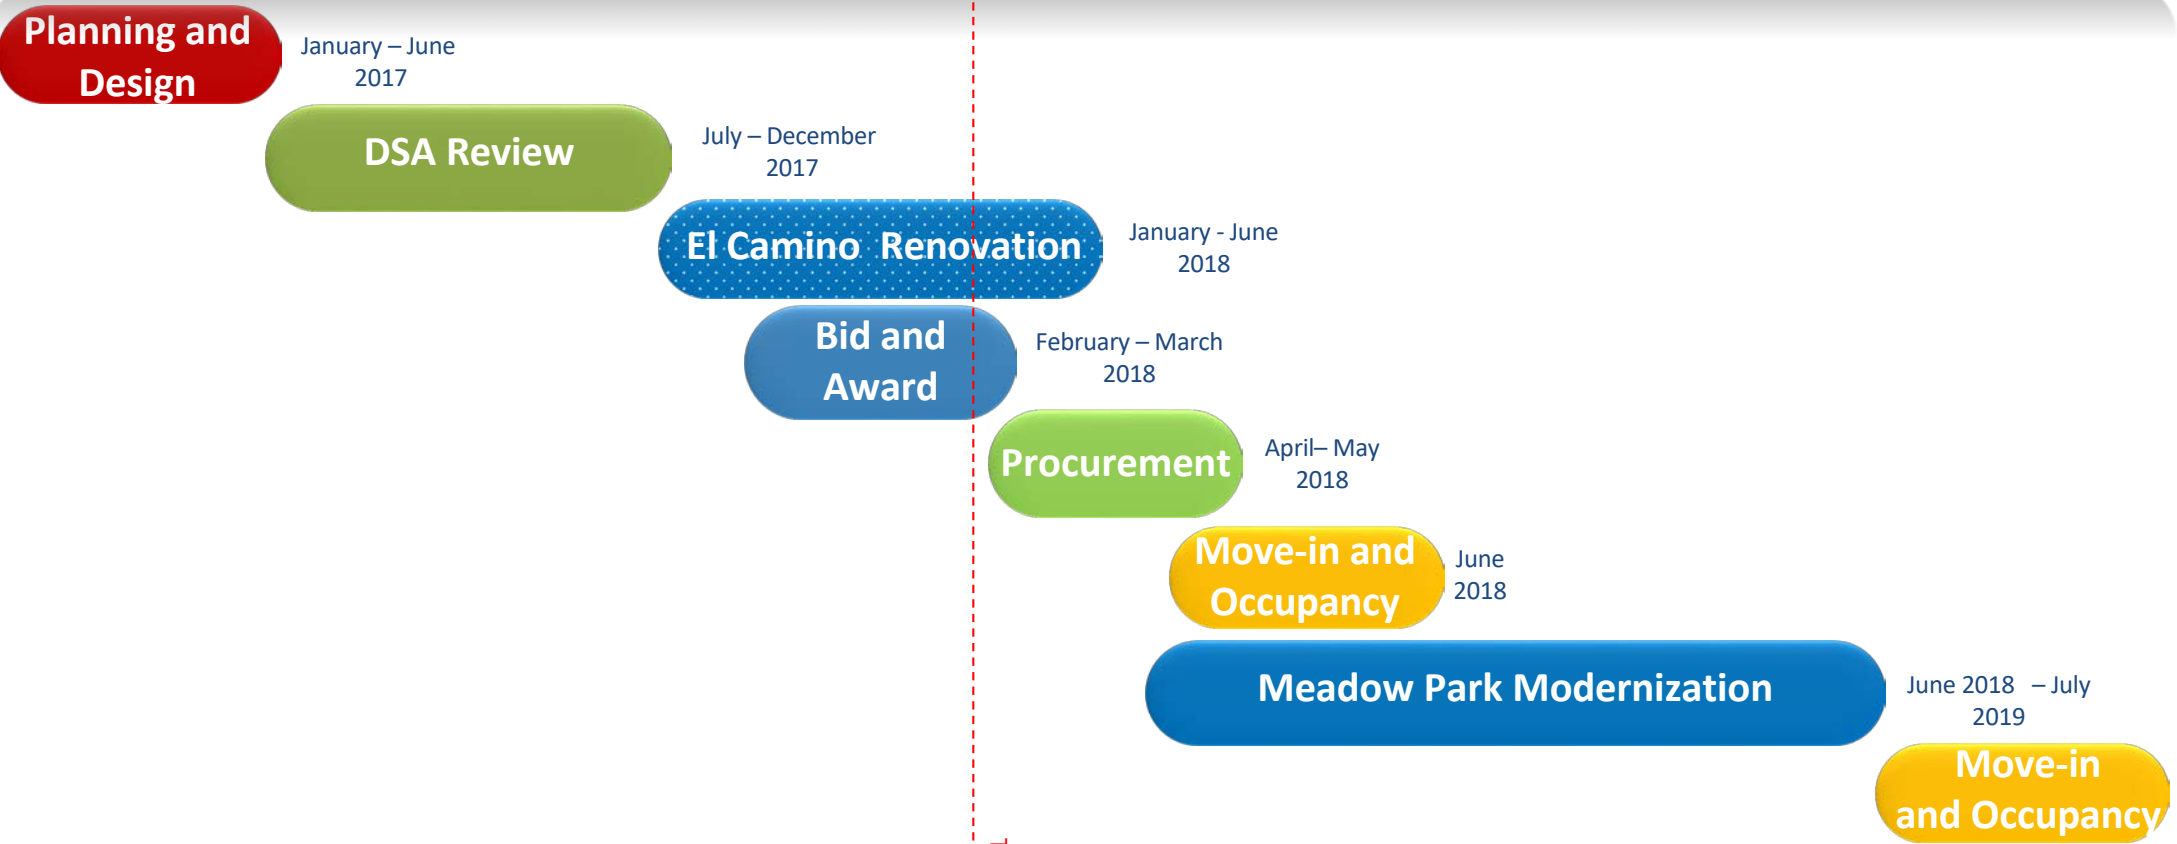 Planning and
Design
January – June
2017
DSA Review
July – December
2017
El Camino  Renovation
January - June
2018
Bid and
Award
February – March
2018
Procurement
April– May
2018
Move-in and
Occupancy
June
2018
Meadow Park Modernization
June 2018   – July
2019
Move-in
and Occupancy